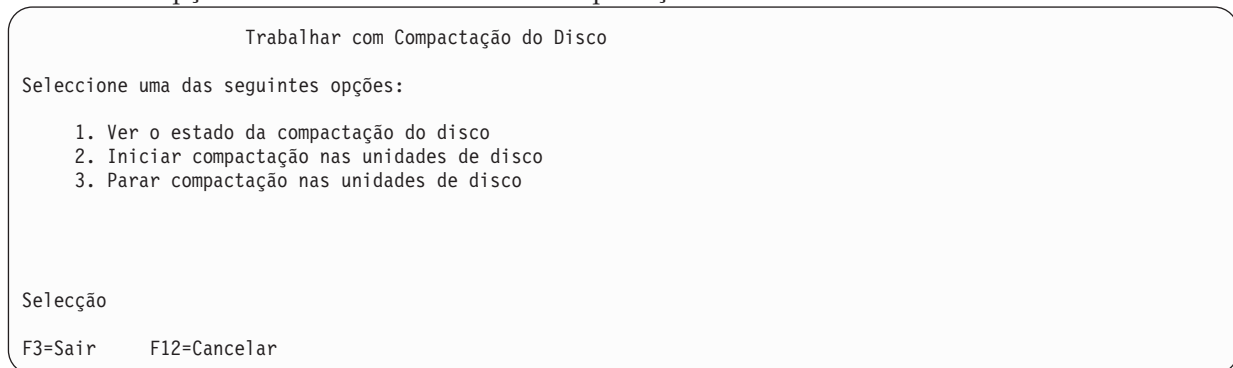 Trabalhar com Compactação do Disco
Seleccione uma das seguintes opções:
1. Ver o estado da compactação do disco
2. Iniciar compactação nas unidades de disco
3. Parar compactação nas unidades de disco
Selecção
F3=Sair F12=Cancelar